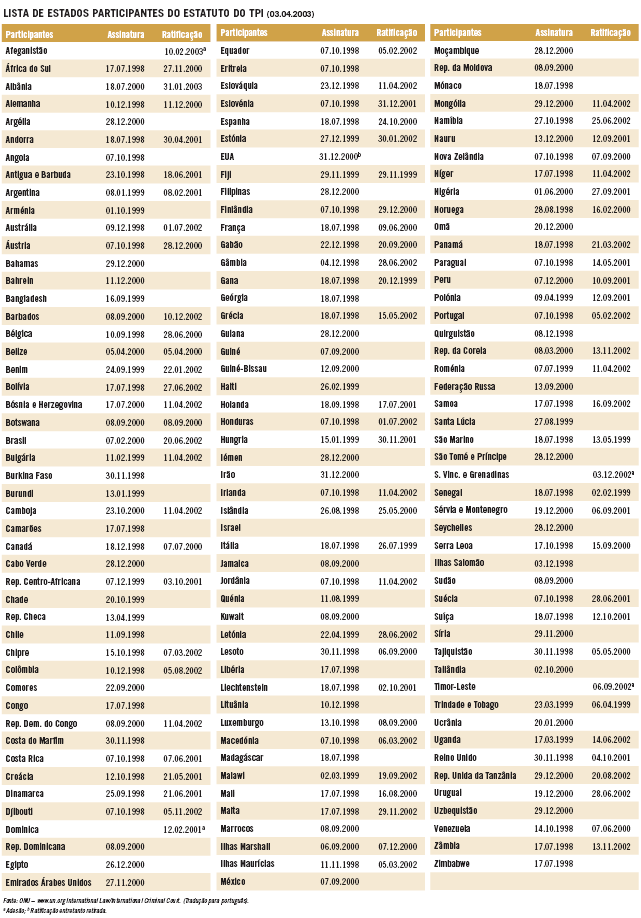 LISTA DE ESTADOS PARTICIPANTES DO ESTATUTO DO TPI (03.04.2003)
Participantes Assinatura Ratificação
Afeganistão 10.02.2003ª
África do Sul 17.07.1998 27.11.2000
Albânia 18.07.2000 31.01.2003
Alemanha 10.12.1998 11.12.2000
Argélia 28.12.2000
Andorra 18.07.1998 30.04.2001
Angola 07.10.1998
Antigua e Barbuda 23.10.1998 18.06.2001
Argentina 08.01.1999 08.02.2001
Arménia 01.10.1999
Austrália 09.12.1998 01.07.2002
Áustria 07.10.1998 28.12.2000
Bahamas 29.12.2000
Bahrein 11.12.2000
Bangladesh 16.09.1999
Barbados 08.09.2000 10.12.2002
Bélgica 10.09.1998 28.06.2000
Belize 05.04.2000 05.04.2000
Benim 24.09.1999 22.01.2002
Bolívia 17.07.1998 27.06.2002
Bósnia e Herzegovina 17.07.2000 11.04.2002
Botswana 08.09.2000 08.09.2000
Brasil 07.02.2000 20.06.2002
Bulgária 11.02.1999 11.04.2002
Burkina Faso 30.11.1998
Burundi 13.01.1999
Camboja 23.10.2000 11.04.2002
Camarões 17.07.1998
Canadá 18.12.1998 07.07.2000
Cabo Verde 28.12.2000
Rep. Centro-Africana 07.12.1999 03.10.2001
Chade 20.10.1999
Rep. Checa 13.04.1999
Chile 11.09.1998
Chipre 15.10.1998 07.03.2002
Colômbia 10.12.1998 05.08.2002
Comores 22.09.2000
Congo 17.07.1998
Rep. Dem. do Congo 08.09.2000 11.04.2002
Costa do Marfim 30.11.1998
Costa Rica 07.10.1998 07.06.2001
Croácia 12.10.1998 21.05.2001
Dinamarca 25.09.1998 21.06.2001
Djibouti 07.10.1998 05.11.2002
Dominica 12.02.2001ª
Rep. Dominicana 08.09.2000
Egipto 26.12.2000
Emirados Árabes Unidos 27.11.2000
Participantes Assinatura Ratificação
Equador 07.10.1998 05.02.2002
Eritreia 07.10.1998
Eslováquia 23.12.1998 11.04.2002
Eslovénia 07.10.1998 31.12.2001
Espanha 18.07.1998 24.10.2000
Estónia 27.12.1999 30.01.2002
EUA 31.12.2000ᵇ
Fiji 29.11.1999 29.11.1999
Filipinas 28.12.2000
Finlândia 07.10.1998 29.12.2000
França 18.07.1998 09.06.2000
Gabão 22.12.1998 20.09.2000
Gâmbia 04.12.1998 28.06.2002
Gana 18.07.1998 20.12.1999
Geórgia 18.07.1998
Grécia 18.07.1998 15.05.2002
Guiana 28.12.2000
Guiné 07.09.2000
Guiné-Bissau 12.09.2000
Haiti 26.02.1999
Holanda 18.09.1998 17.07.2001
Honduras 07.10.1998 01.07.2002
Hungria 15.01.1999 30.11.2001
Iémen 28.12.2000
Irão 31.12.2000
Irlanda 07.10.1998 11.04.2002
Islândia 26.08.1998 25.05.2000
Israel
Itália 18.07.1998 26.07.1999
Jamaica 08.09.2000
Jordânia 07.10.1998 11.04.2002
Quénia 11.08.1999
Kuwait 08.09.2000
Letónia 22.04.1999 28.06.2002
Lesoto 30.11.1998 06.09.2000
Libéria 17.07.1998
Liechtenstein 18.07.1998 02.10.2001
Lituânia 10.12.1998
Luxemburgo 13.10.1998 08.09.2000
Macedónia 07.10.1998 06.03.2002
Madagáscar 18.07.1998
Malawi 02.03.1999 19.09.2002
Mali 17.07.1998 16.08.2000
Malta 17.07.1998 29.11.2002
Marrocos 08.09.2000
Ilhas Marshall 06.09.2000 07.12.2000
Ilhas Maurícias 11.11.1998 05.03.2002
México 07.09.2000
Participantes Assinatura Ratificação
Moçambique 28.12.2000
Rep. da Moldova 08.09.2000
Mónaco 18.07.1998
Mongólia 29.12.2000 11.04.2002
Namíbia 27.10.1998 25.06.2002
Nauru 13.12.2000 12.09.2001
Nova Zelândia 07.10.1998 07.09.2000
Níger 17.07.1998 11.04.2002
Nigéria 01.06.2000 27.09.2001
Noruega 28.08.1998 16.02.2000
Omã 20.12.2000
Panamá 18.07.1998 21.03.2002
Paraguai 07.10.1998 14.05.2001
Peru 07.12.2000 10.09.2001
Polónia 09.04.1999 12.09.2001
Portugal 07.10.1998 05.02.2002
Quirguistão 08.12.1998
Rep. da Coreia 08.03.2000 13.11.2002
Roménia 07.07.1999 11.04.2002
Federação Russa 13.09.2000
Samoa 17.07.1998 16.09.2002
Santa Lúcia 27.08.1999
São Marino 18.07.1998 13.05.1999
São Tomé e Príncipe 28.12.2000
S. Vinc. e Grenadinas 03.12.2002ª
Senegal 18.07.1998 02.02.1999
Sérvia e Montenegro 19.12.2000 06.09.2001
Seychelles 28.12.2000
Serra Leoa 17.10.1998 15.09.2000
Ilhas Salomão 03.12.1998
Sudão 08.09.2000
Suécia 07.10.1998 28.06.2001
Suiça 18.07.1998 12.10.2001
Síria 29.11.2000
Tajiquistão 30.11.1998 05.05.2000
Tailândia 02.10.2000
Timor-Leste 06.09.2002ª
Trindade e Tobago 23.03.1999 06.04.1999
Ucrânia 20.01.2000
Uganda 17.03.1999 14.06.2002
Reino Unido 30.11.1998 04.10.2001
Rep. Unida da Tanzânia 29.12.2000 20.08.2002
Uruguai 19.12.2000 28.06.2002
Uzbequistão 29.12.2000
Venezuela 14.10.1998 07.06.2000
Zâmbia 17.07.1998 13.11.2002
Zimbabwe 17.07.1998
Fonte: ONU – www.un.org International Law/International Criminal Court. (Tradução para português).
ª Adesão; ᵇ Ratificação entretanto retirada.